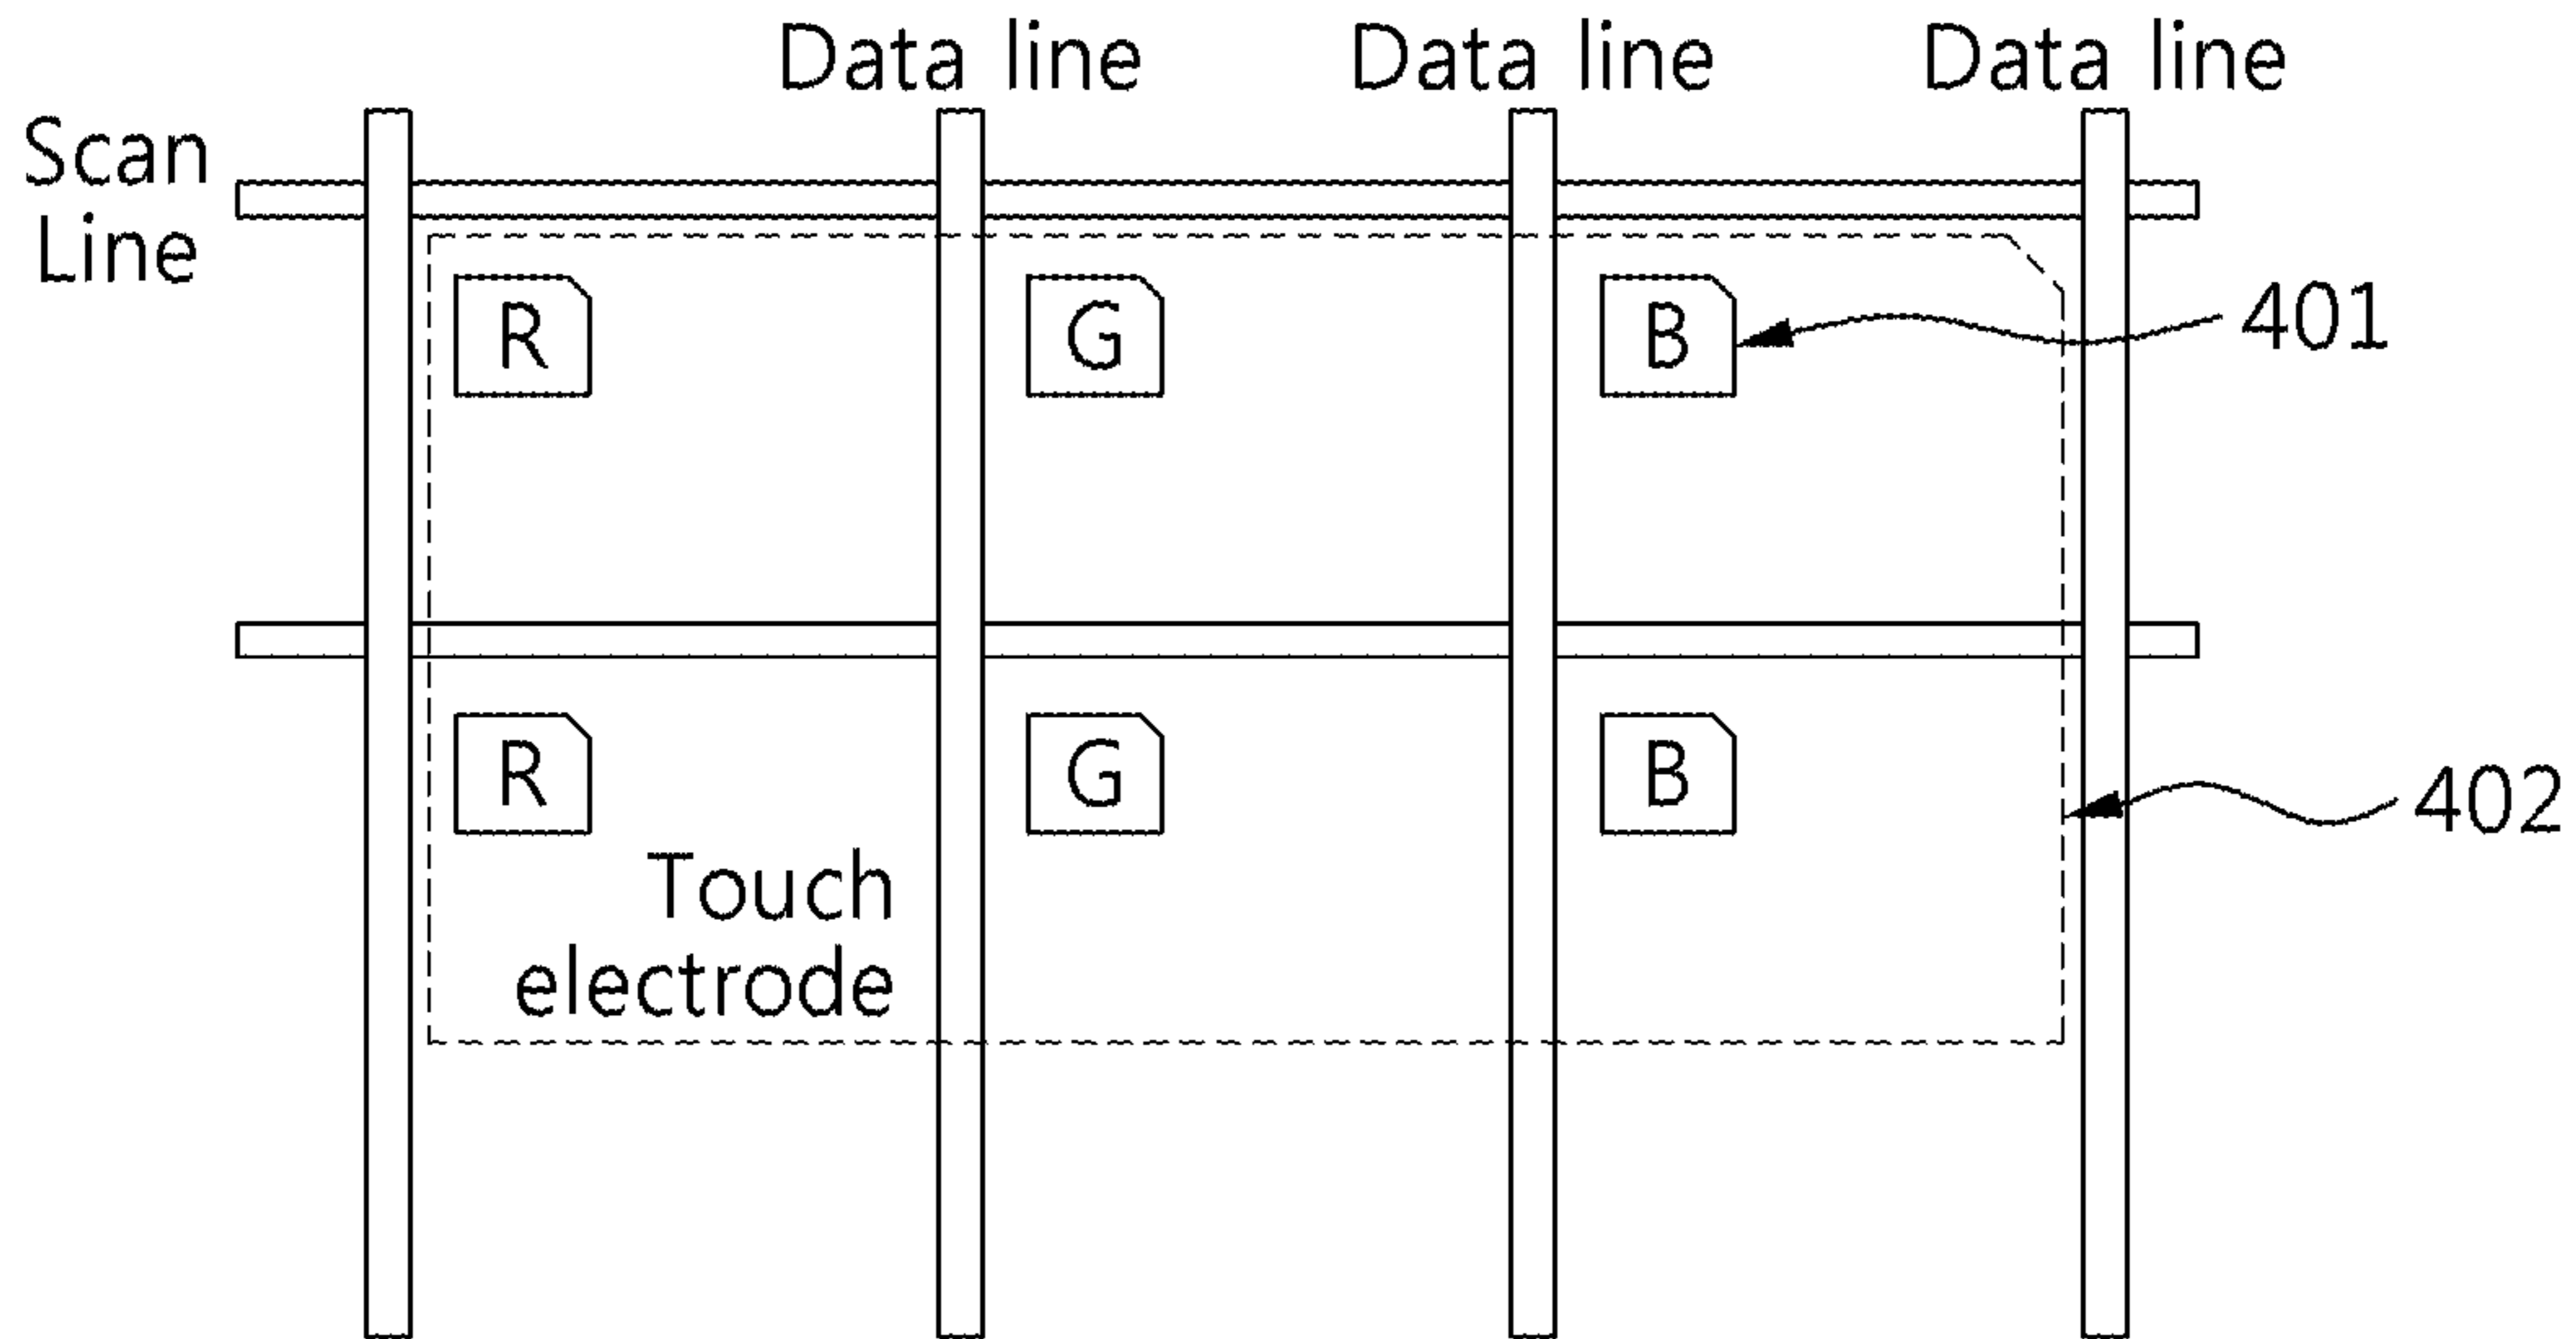 Data line
Data line
Data line
Scan
Line
R
G
B
401
R
G
B
402
Touch
electrode